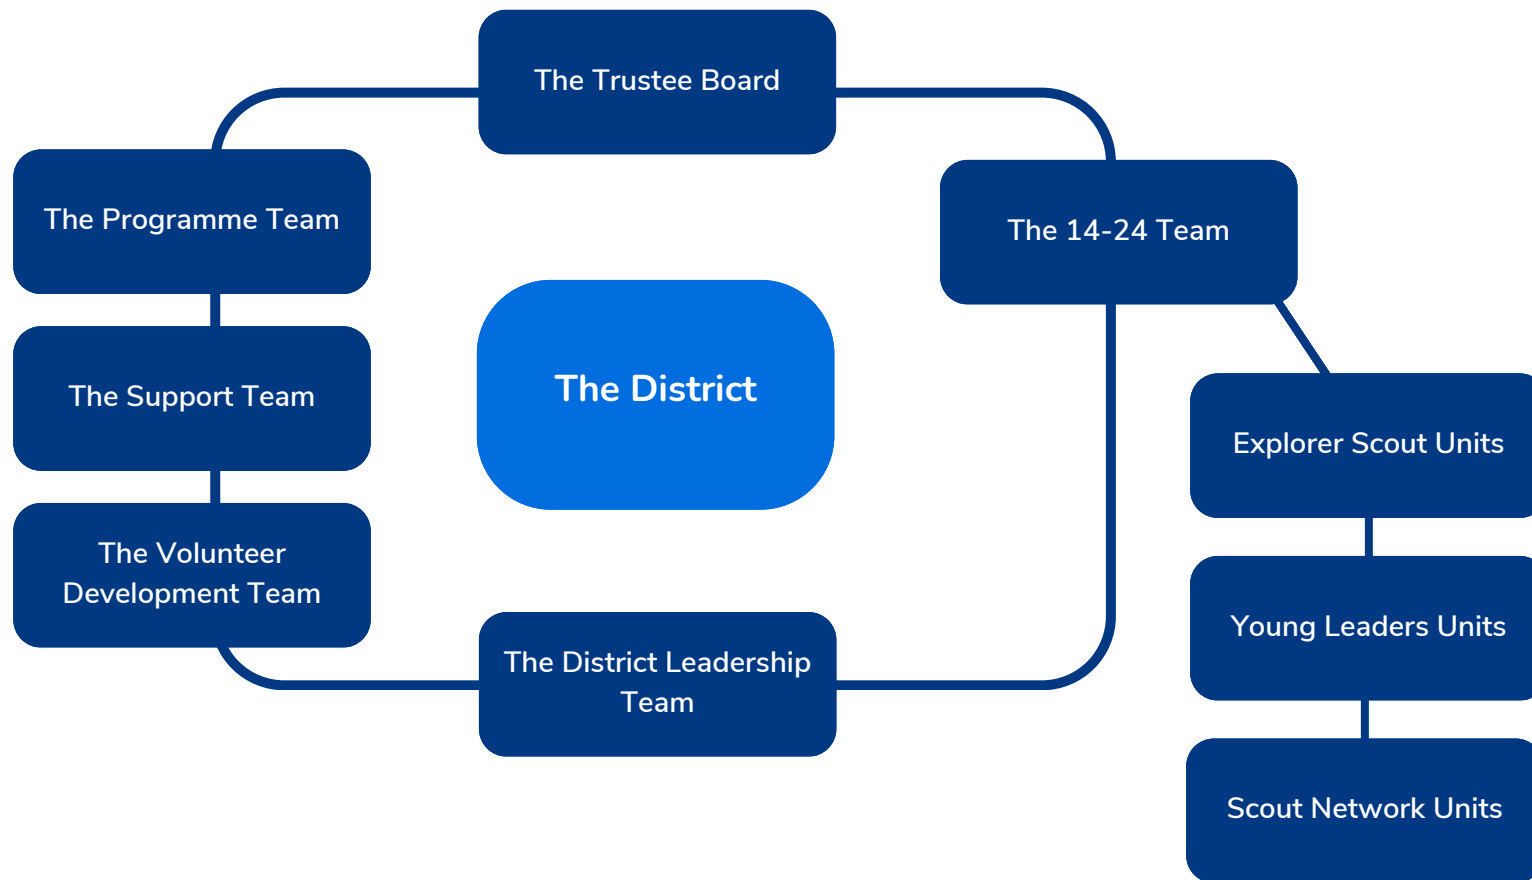 The Trustee Board
The Programme Team
The 14-24 Team
The Support Team
The District
Explorer Scout Units
The Volunteer
Development Team
Young Leaders Units
The District Leadership
Team
Scout Network Units